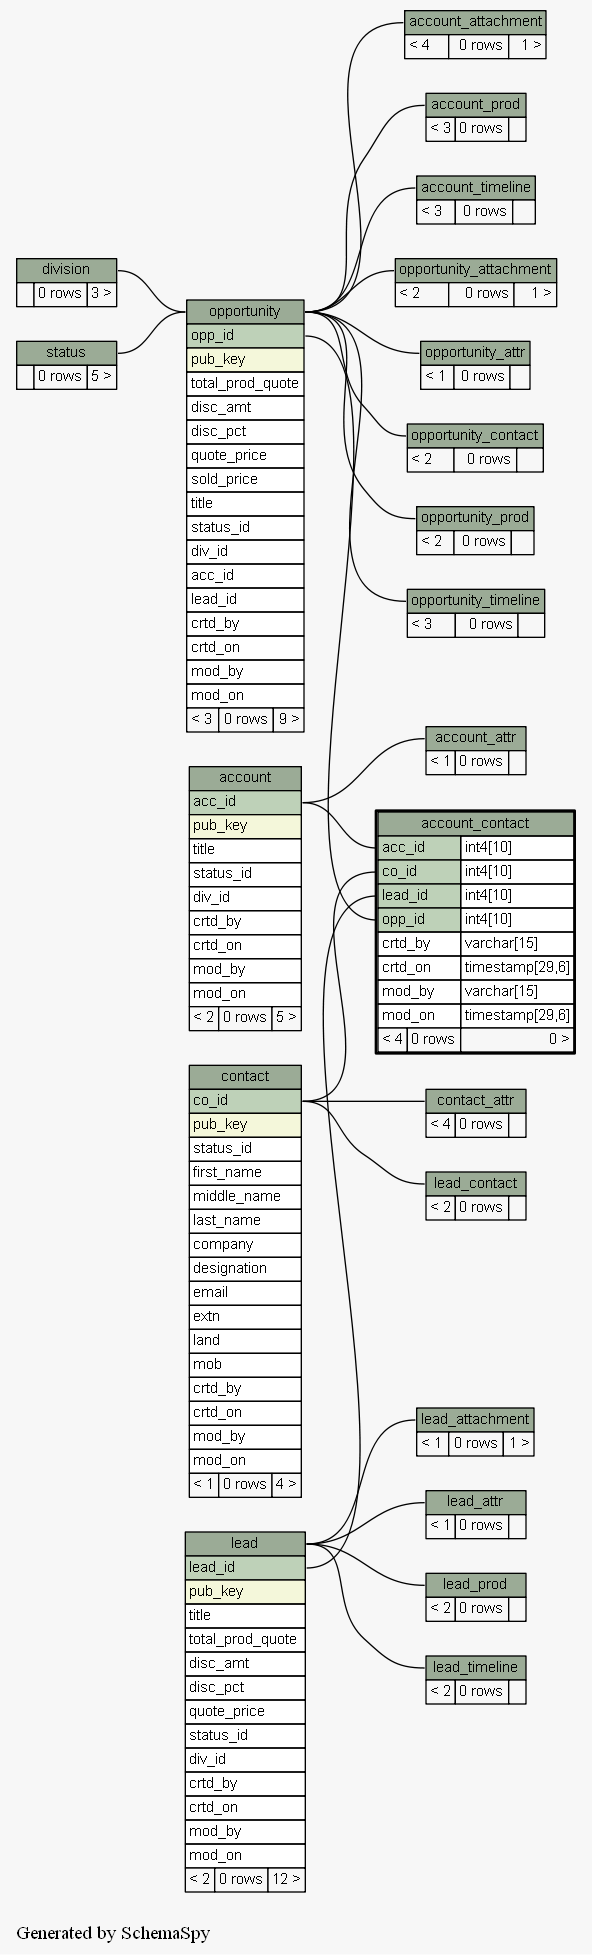 account_attachment
< 4 0 rows 1 >
account_prod
< 3 0 rows
account_timeline
< 3 0 rows
division
0 rows 3 >
opportunity_attachment
< 2 0 rows 1 >
status
0 rows 5 >
opportunity
opp_id
pub_key
total_prod_quote
disc_amt
disc_pct
quote_price
sold_price
title
status_id
div_id
acc_id
lead_id
crtd_by
crtd_on
mod_by
mod_on
< 3 0 rows 9 >
opportunity_attr
< 1 0 rows
opportunity_contact
< 2 0 rows
opportunity_prod
< 2 0 rows
opportunity_timeline
< 3 0 rows
account_attr
< 1 0 rows
account
acc_id
pub_key
title
status_id
div_id
crtd_by
crtd_on
mod_by
mod_on
< 2 0 rows 5 >
account_contact
acc_id int4[10]
co_id int4[10]
lead_id int4[10]
opp_id int4[10]
crtd_by varchar[15]
crtd_on timestamp[29,6]
mod_by varchar[15]
mod_on timestamp[29,6]
< 4 0 rows 0 >
contact
co_id
pub_key
status_id
first_name
middle_name
last_name
company
designation
email
extn
land
mob
crtd_by
crtd_on
mod_by
mod_on
< 1 0 rows 4 >
contact_attr
< 4 0 rows
lead_contact
< 2 0 rows
lead_attachment
< 1 0 rows 1 >
lead_attr
< 1 0 rows
lead_prod
< 2 0 rows
lead_timeline
< 2 0 rows
lead
lead_id
pub_key
title
total_prod_quote
disc_amt
disc_pct
quote_price
status_id
div_id
crtd_by
crtd_on
mod_by
mod_on
< 2 0 rows 12 >
Generated by SchemaSpy